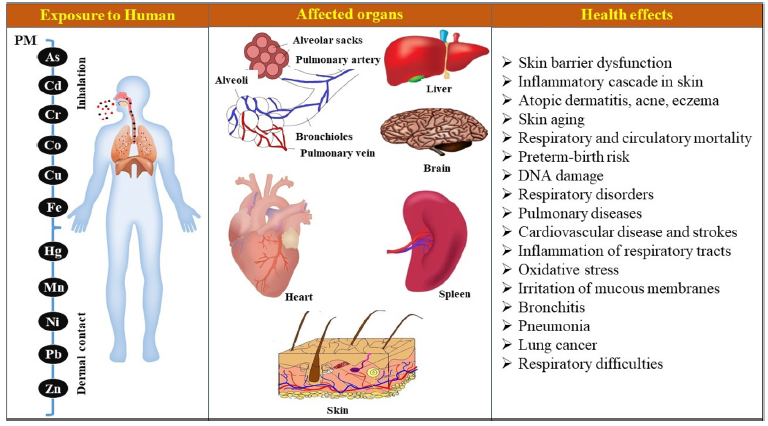 Exposure to Human
PM
As
Cd
Cr
Co
Cu
Fe
Hg
Mn
Ni
Pb
Zn
Inhalation
Dermal contact
Affected organs
Alveolar sacks
Pulmonary artery
Alveoli
Bronchioles
Pulmonary vein
Liver
Brain
Heart
Spleen
Skin
Health effects
➢ Skin barrier dysfunction
➢ Inflammatory cascade in skin
➢ Atopic dermatitis, acne, eczema
➢ Skin aging
➢ Respiratory and circulatory mortality
➢ Preterm-birth risk
➢ DNA damage
➢ Respiratory disorders
➢ Pulmonary diseases
➢ Cardiovascular disease and strokes
➢ Inflammation of respiratory tracts
➢ Oxidative stress
➢ Irritation of mucous membranes
➢ Bronchitis
➢ Pneumonia
➢ Lung cancer
➢ Respiratory difficulties